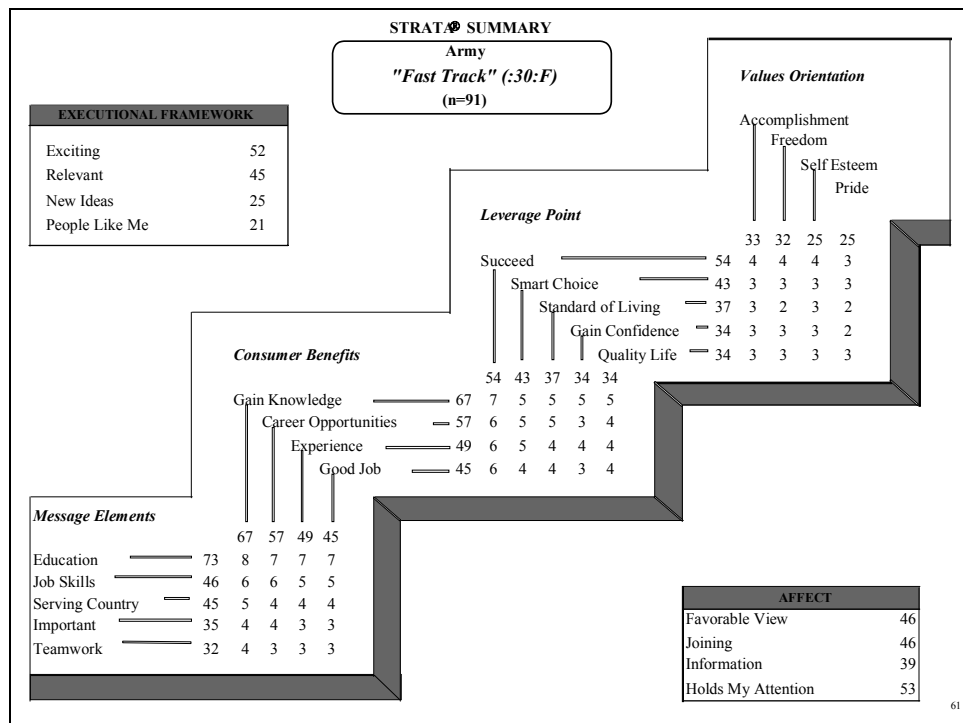 STRATA® SUMMARY
Army
"Fast Track" (:30:F)
(n=91)
EXECUTIONAL FRAMEWORK
Exciting 52
Relevant 45
New Ideas 25
People Like Me 21
Values Orientation
Accomplishment
Freedom
Self Esteem
Pride
33 32 25 25
Leverage Point
Succeed 54 4 4 4 3
Smart Choice 43 3 3 3 3
Standard of Living 37 3 2 3 2
Gain Confidence 34 3 3 3 2
Quality Life 34 3 3 3 3
54 43 37 34 34
Consumer Benefits
Gain Knowledge 67 7 5 5 5 5
Career Opportunities 57 6 5 5 3 4
Experience 49 6 5 4 4 4
Good Job 45 6 4 4 3 4
67 57 49 45
Message Elements
Education 73 8 7 7 7
Job Skills 46 6 6 5 5
Serving Country 45 5 4 4 4
Important 35 4 4 3 3
Teamwork 32 4 3 3 3
AFFECT
Favorable View 46
Joining 46
Information 39
Holds My Attention 53
61